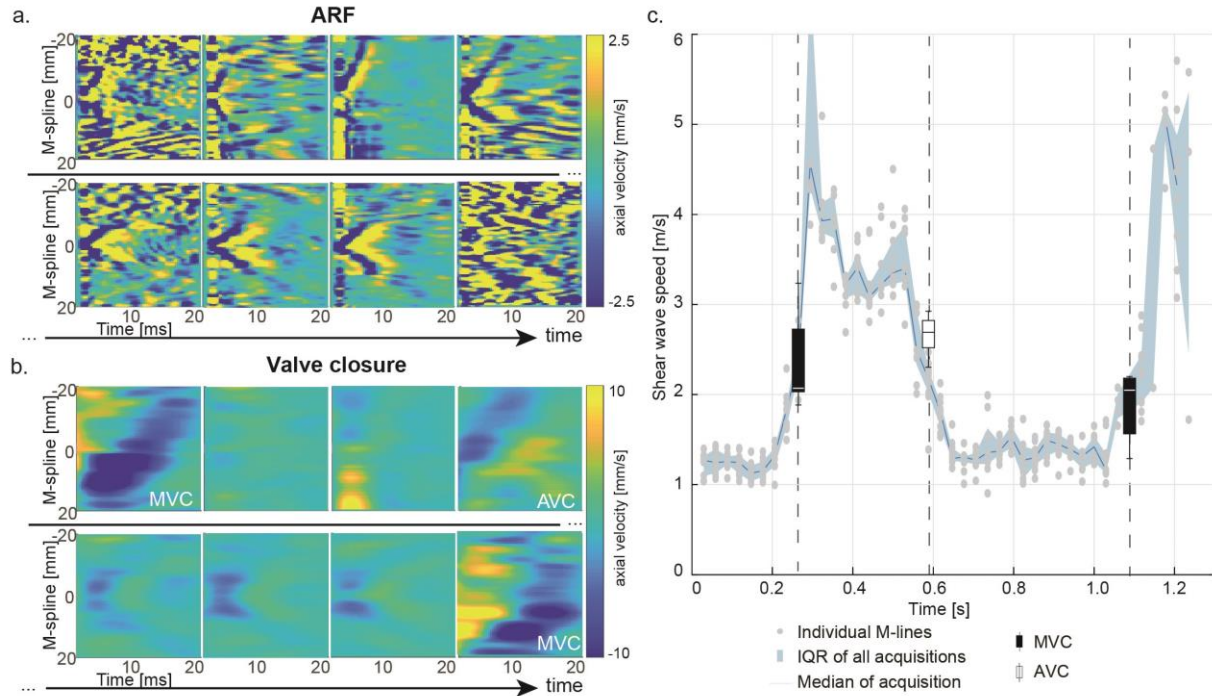 a.
ARF
M-spline [mm]
-20
0
20
2.5
axial velocity [mm/s]
-2.5
...
M-spline [mm]
-20
0
20
10 20 10 20 10 20 10 20
... Time [ms] time
b.
Valve closure
M-spline [mm]
-20
0
20
MVC
AVC
10
axial velocity [mm/s]
-10
...
M-spline [mm]
-20
0
20
MVC
10 20 10 20 10 20 10 20
... Time [ms] time
c.
Shear wave speed [m/s]
6
5
4
3
2
1
0
0 0.2 0.4 0.6 0.8 1.0 1.2
Time [s]
Individual M-lines
IQR of all acquisitions
Median of acquisition
MVC
AVC